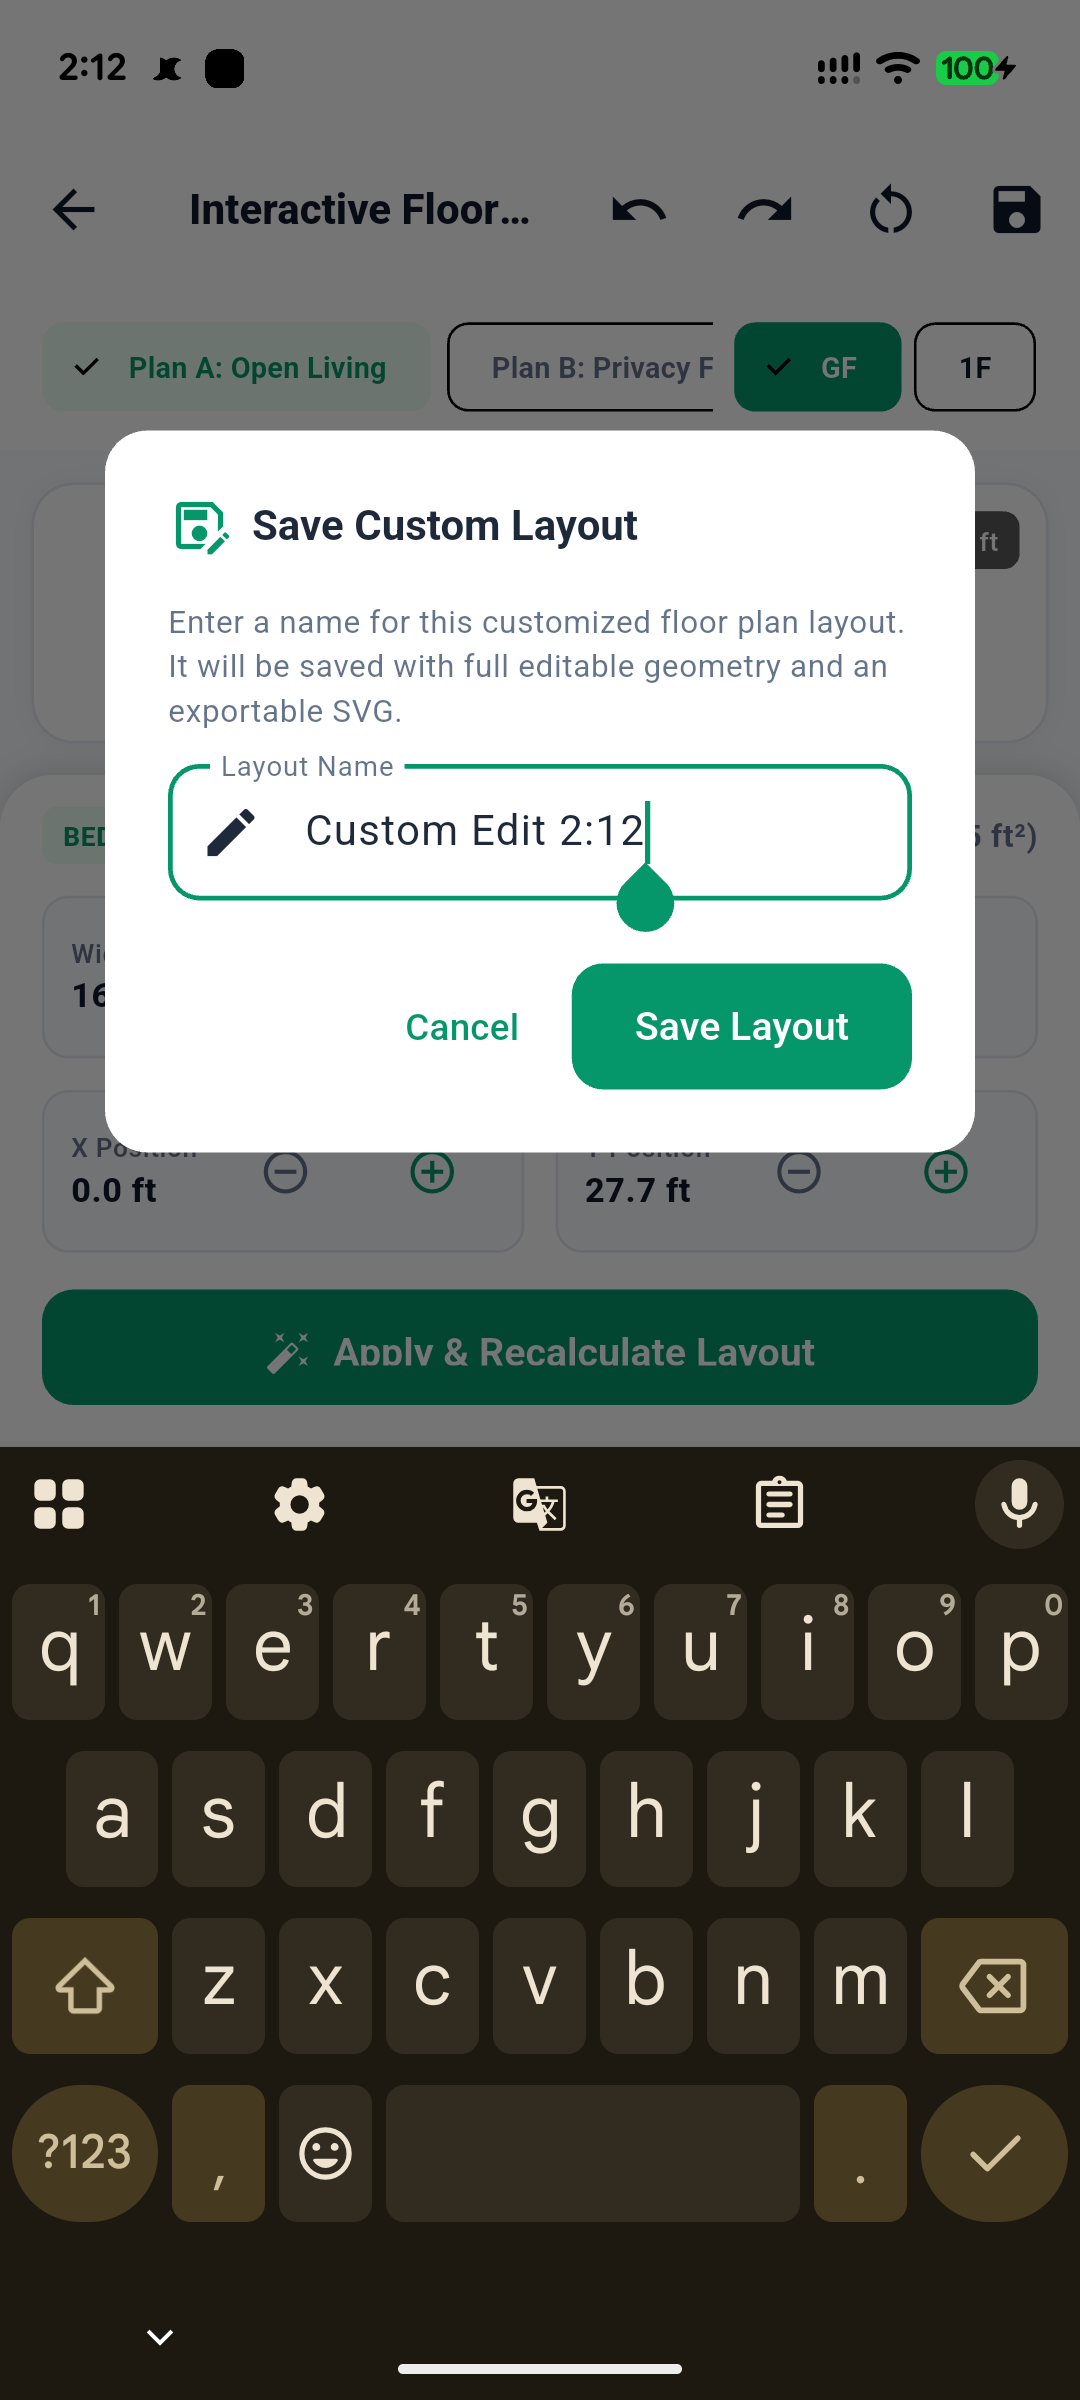 2:12
100
Interactive Floor...
Plan A: Open Living
Plan B: Privacy F
GF
1F
ft
Save Custom Layout
Enter a name for this customized floor plan layout.
It will be saved with full editable geometry and an
exportable SVG.
Layout Name
Custom Edit 2:12
Cancel
Save Layout
BED
ft²)
Wi
16
X Position
0.0 ft
Y Position
27.7 ft
Apply & Recalculate Layout
q 1 w 2 e 3 r 4 t 5 y 6 u 7 i 8 o 9 p 0
a s d f g h j k l
z x c v b n m
?123 , .